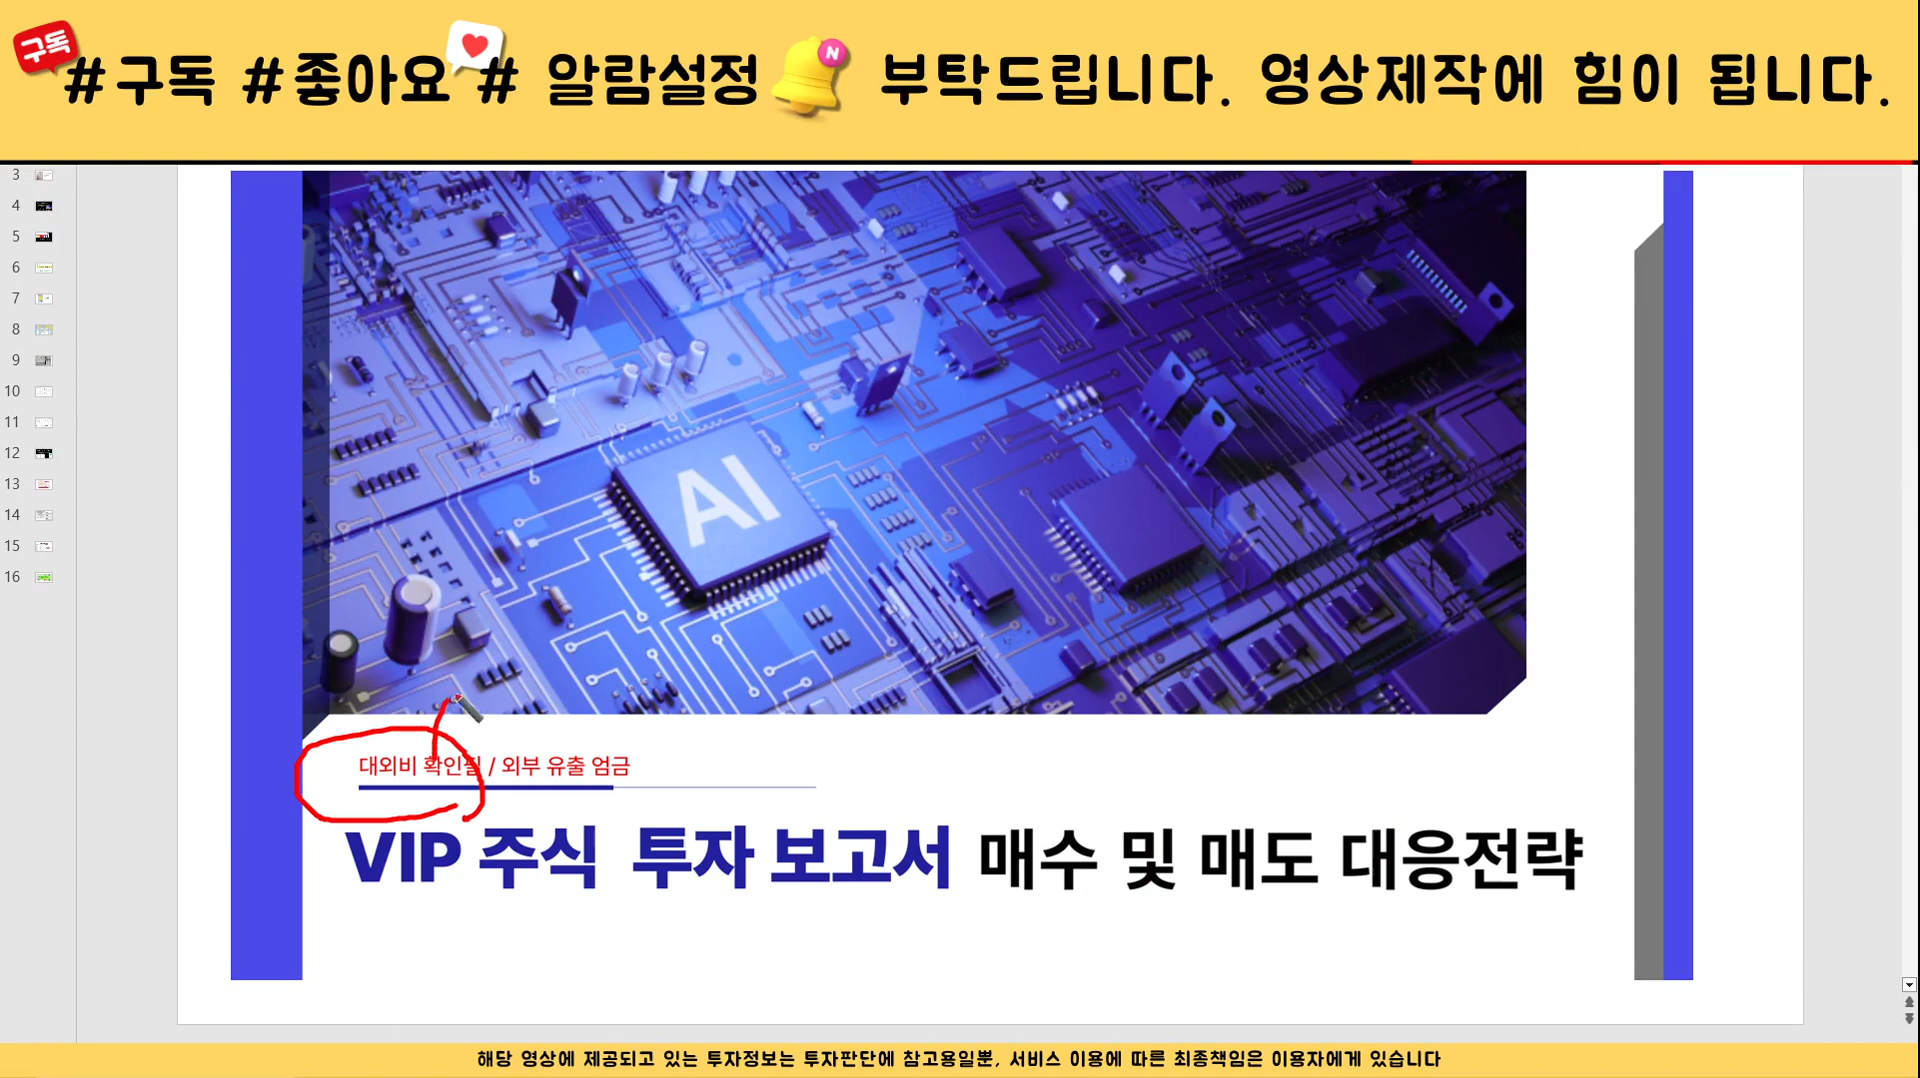 구독
#구독 #좋아요 # 알람설정 N 부탁드립니다. 영상제작에 힘이 됩니다.
3
4
5
6
7
8
9
10
11
12
13
14
15
16
AI
대외비 확인필 / 외부 유출 엄금
VIP 주식 투자 보고서 매수 및 매도 대응전략
해당 영상에 제공되고 있는 투자정보는 투자판단에 참고용일뿐, 서비스 이용에 따른 최종책임은 이용자에게 있습니다